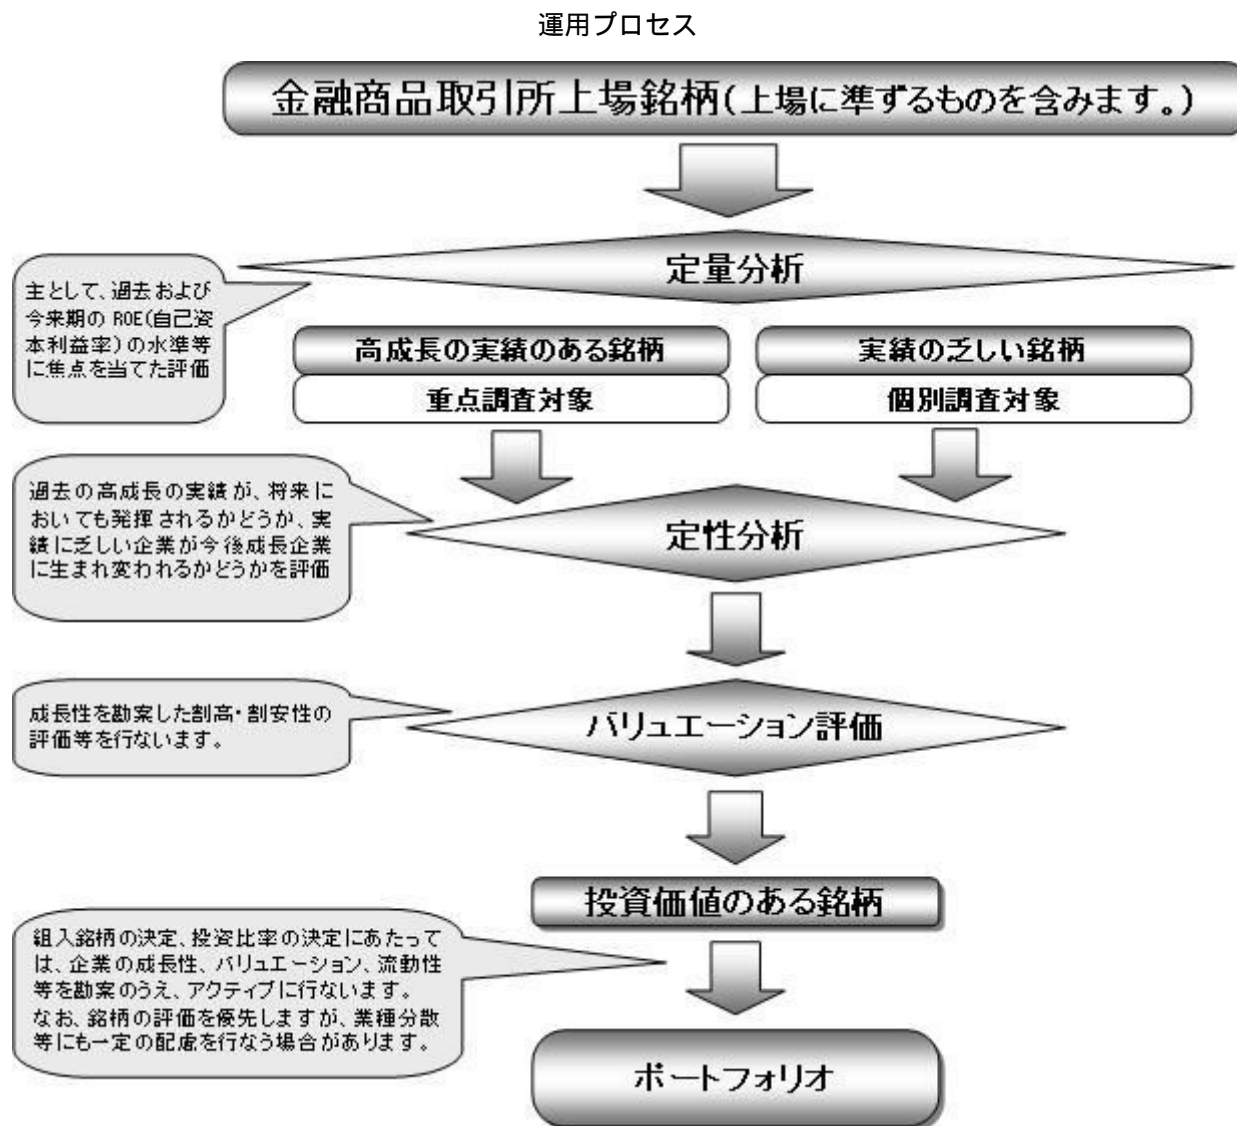 運用プロセス
金融商品取引所上場銘柄(上場に準ずるものを含みます。)
定量分析
主として、過去および
今来期の ROE(自己資
本利益率)の水準等
に焦点を当てた評価
高成長の実績のある銘柄
重点調査対象
実績の乏しい銘柄
個別調査対象
過去の高成長の実績が、将来に
おいても発揮されるかどうか、実
績に乏しい企業が今後成長企業
に生まれ変われるかどうかを評価
定性分析
成長性を勘案した割高・割安性の
評価等を行ないます。
バリュエーション評価
投資価値のある銘柄
組入銘柄の決定、投資比率の決定にあたって
は、企業の成長性、バリュエーション、流動性
等を勘案のうえ、アクティブに行ないます。
なお、銘柄の評価を優先しますが、業種分散
等にも一定の配慮を行なう場合があります。
ポートフォリオ